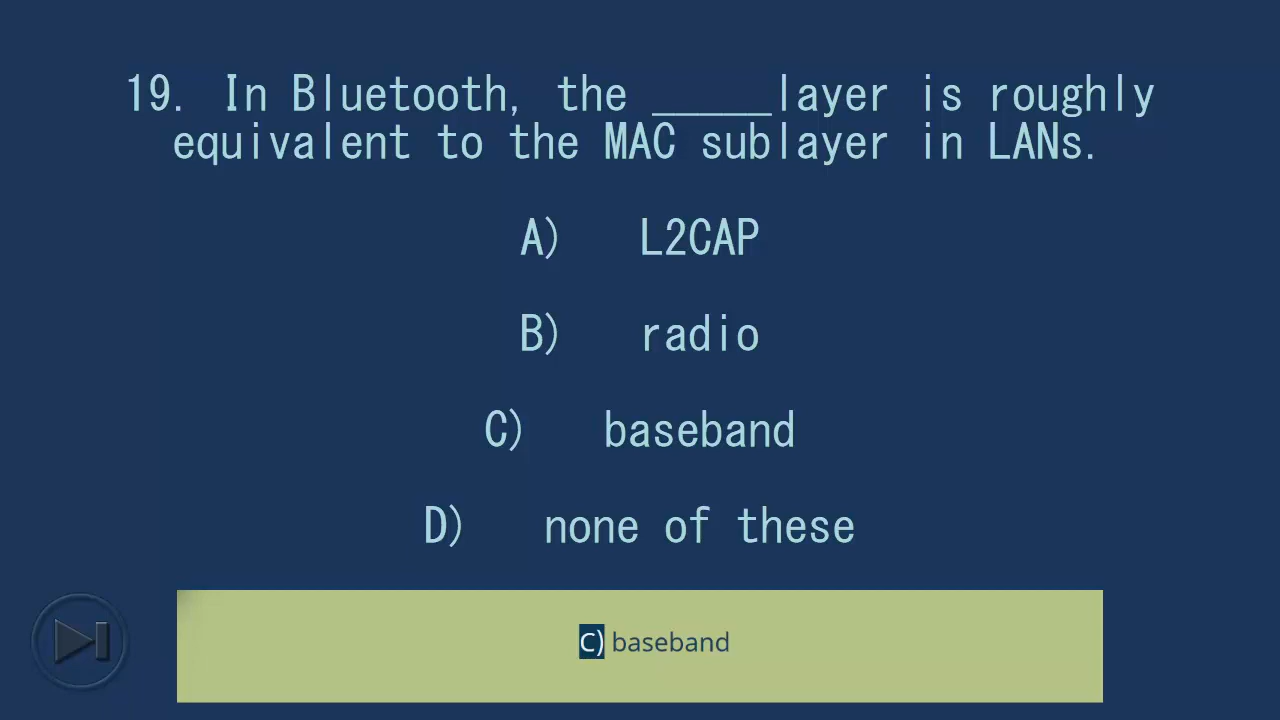 19. In Bluetooth, the _____layer is roughly
equivalent to the MAC sublayer in LANs.
A) L2CAP
B) radio
C) baseband
D) none of these
C) baseband